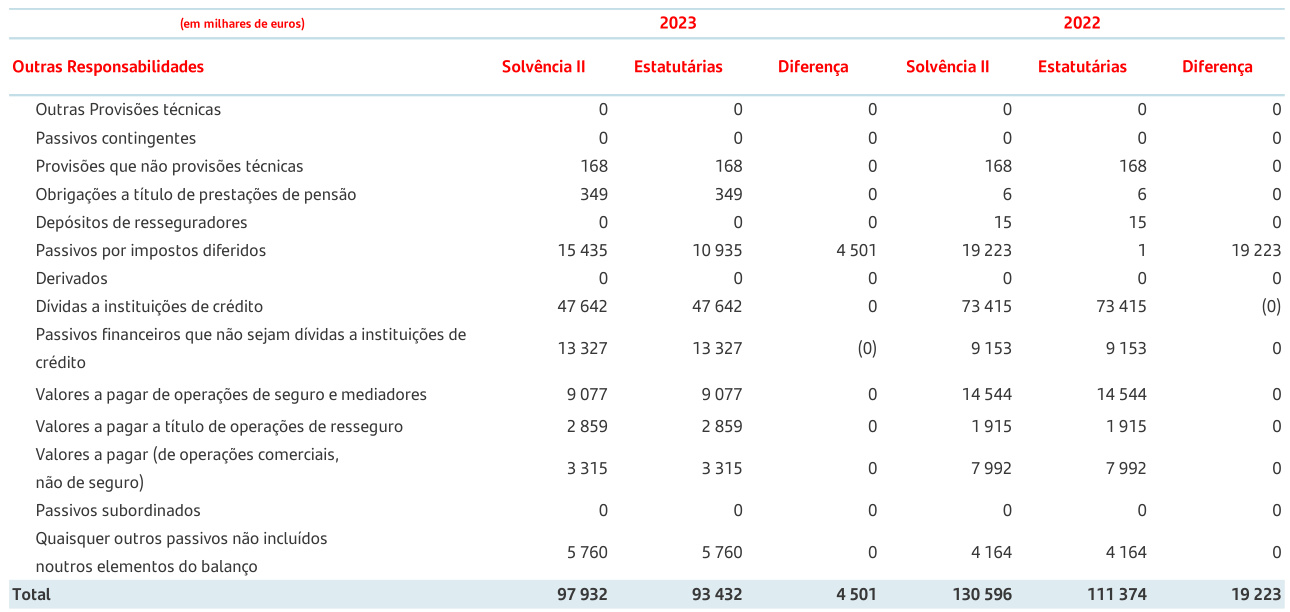 (em milhares de euros) 2023 2022
Outras Responsabilidades Solvência II Estatutárias Diferença Solvência II Estatutárias Diferença
Outras Provisões técnicas 0 0 0 0 0 0
Passivos contingentes 0 0 0 0 0 0
Provisões que não provisões técnicas 168 168 0 168 168 0
Obrigações a título de prestações de pensão 349 349 0 6 6 0
Depósitos de resseguradores 0 0 0 15 15 0
Passivos por impostos diferidos 15 435 10 935 4 501 19 223 1 19 223
Derivados 0 0 0 0 0 0
Dívidas a instituições de crédito 47 642 47 642 0 73 415 73 415 (0)
Passivos financeiros que não sejam dívidas a instituições de
crédito 13 327 13 327 (0) 9 153 9 153 0
Valores a pagar de operações de seguro e mediadores 9 077 9 077 0 14 544 14 544 0
Valores a pagar a título de operações de resseguro 2 859 2 859 0 1 915 1 915 0
Valores a pagar (de operações comerciais,
não de seguro) 3 315 3 315 0 7 992 7 992 0
Passivos subordinados 0 0 0 0 0 0
Quaisquer outros passivos não incluídos
noutros elementos do balanço 5 760 5 760 0 4 164 4 164 0
Total 97 932 93 432 4 501 130 596 111 374 19 223